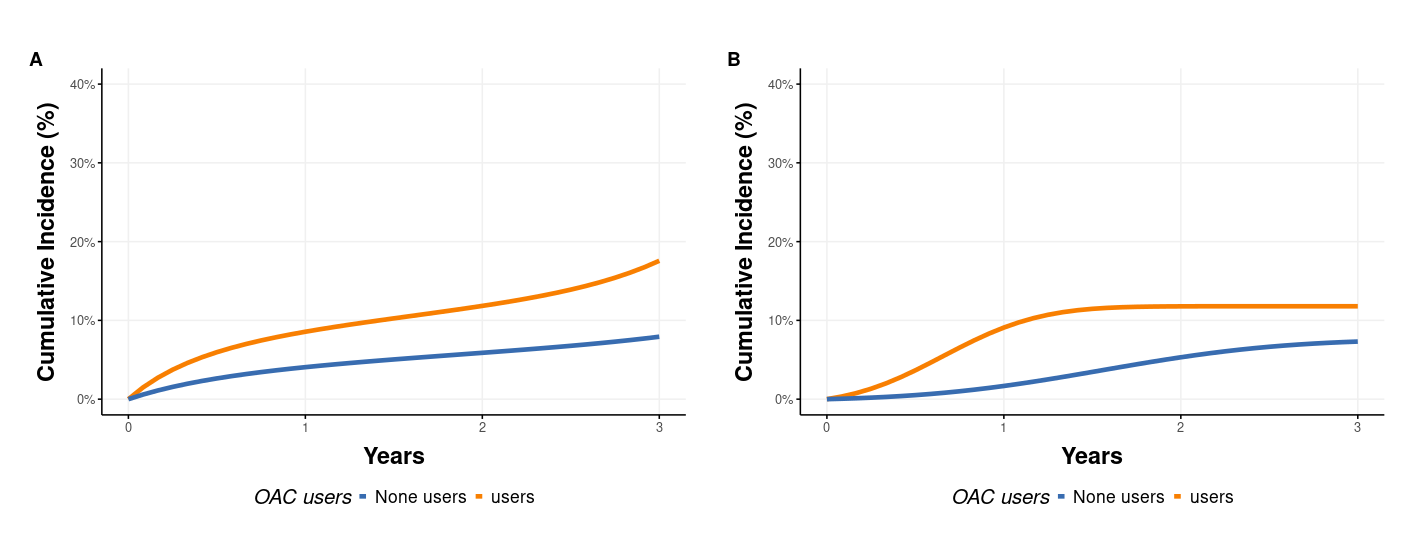 A
Cumulative Incidence (%)
40%
30%
20%
10%
0%
0 1 2 3
Years
OAC users None users users
B
Cumulative Incidence (%)
40%
30%
20%
10%
0%
0 1 2 3
Years
OAC users None users users